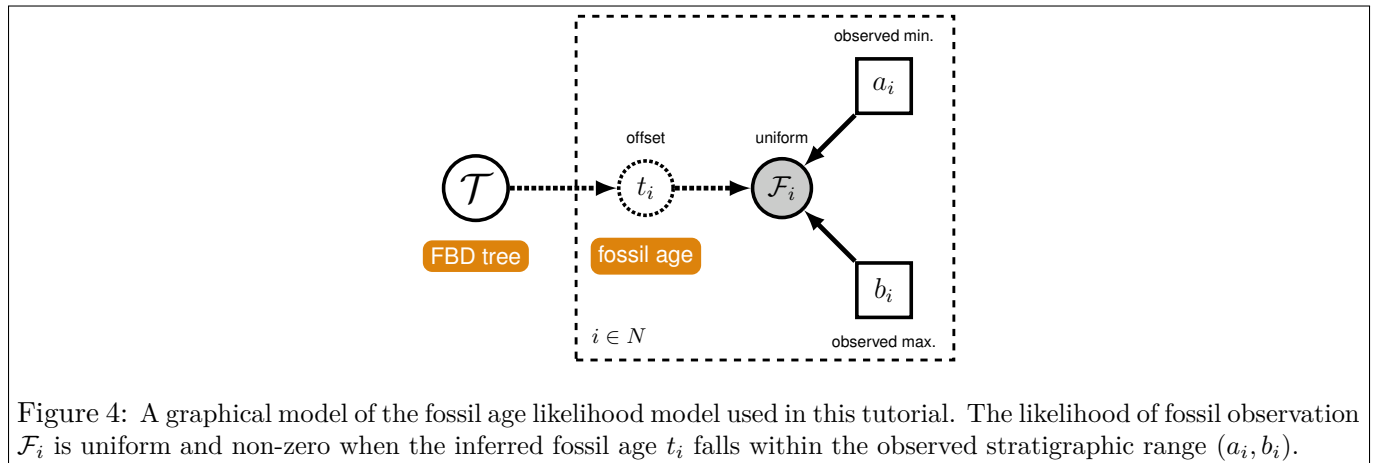 observed min.
a_i
offset
uniform
𝒯
t_i
ℱ_i
FBD tree
fossil age
b_i
i ∈ N
observed max.
Figure 4: A graphical model of the fossil age likelihood model used in this tutorial. The likelihood of fossil observation
ℱ_i is uniform and non-zero when the inferred fossil age t_i falls within the observed stratigraphic range (a_i, b_i).